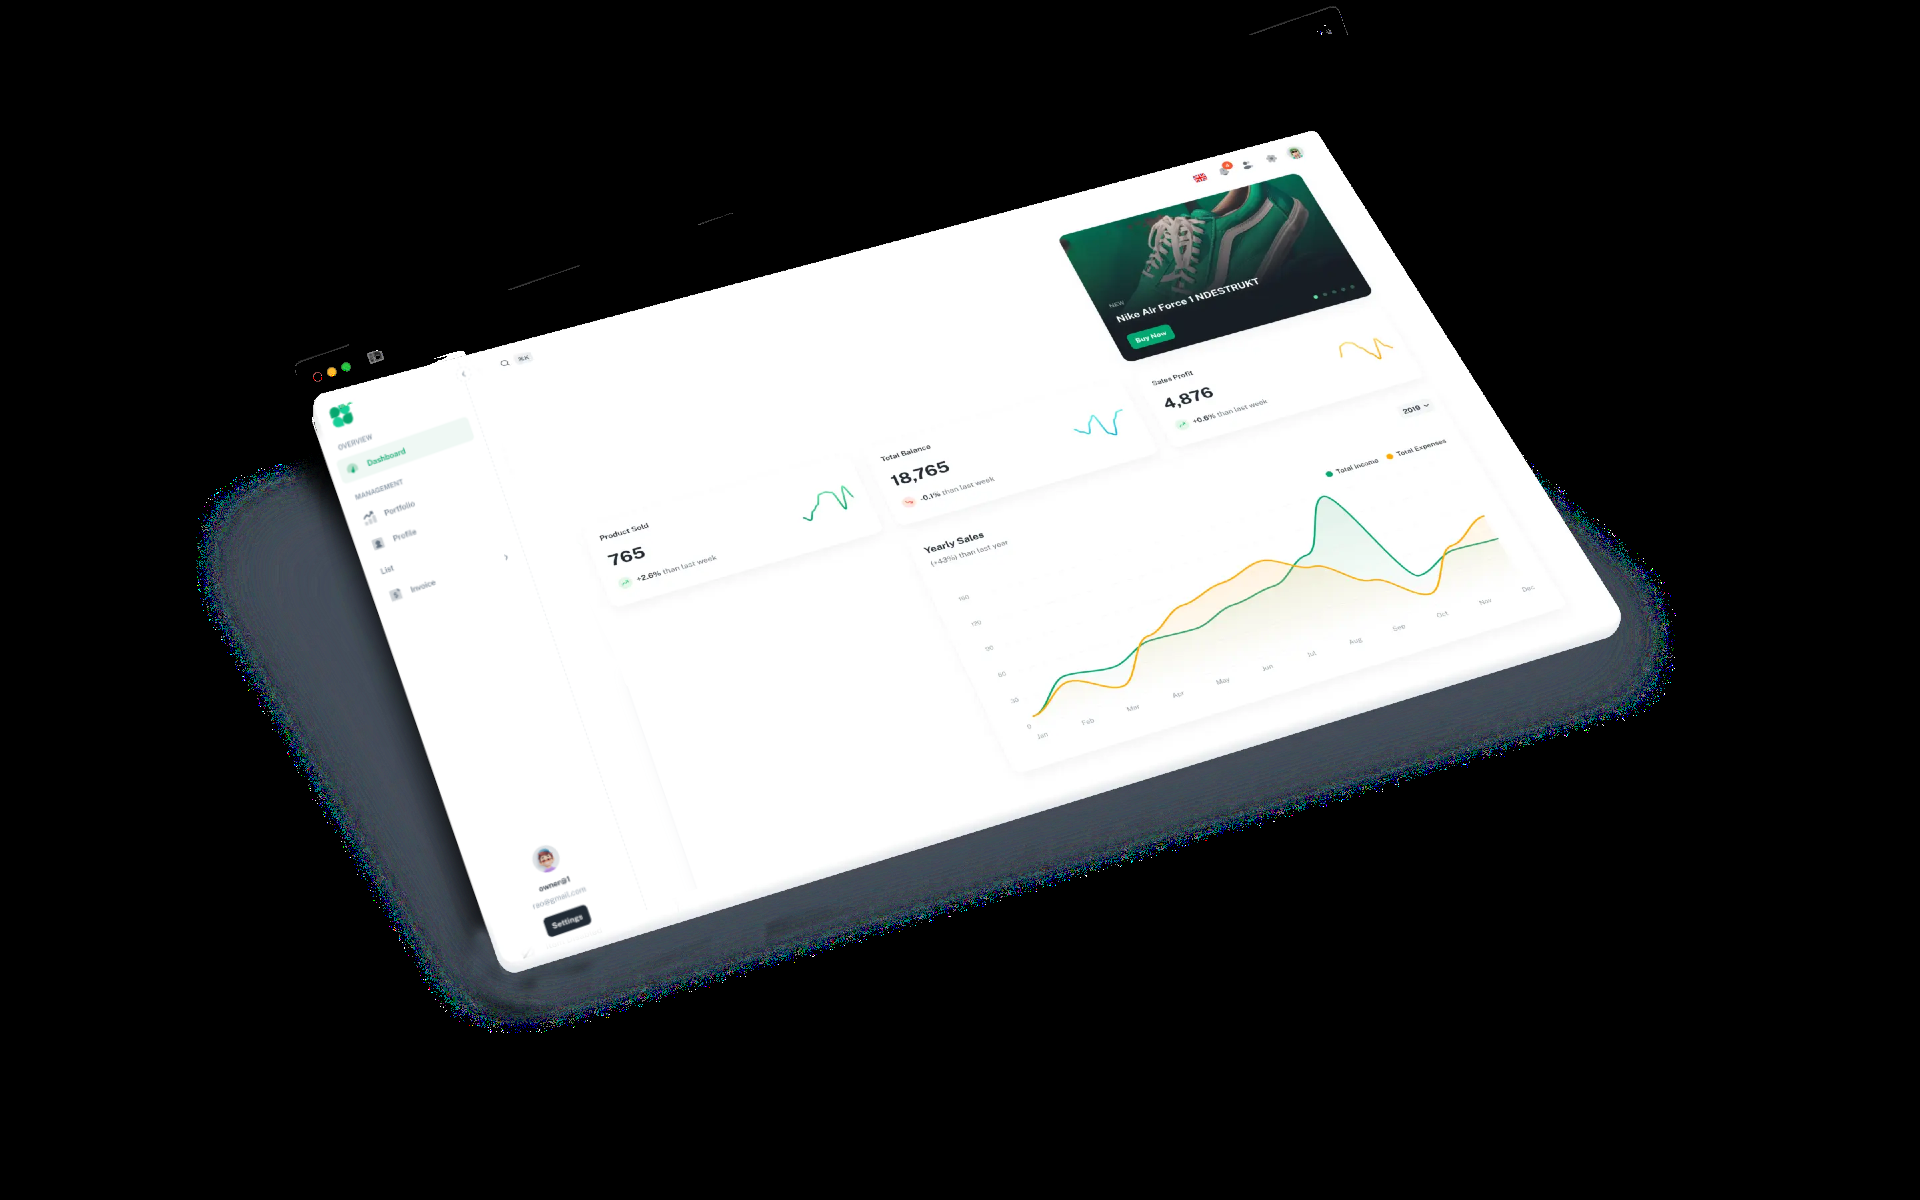 ⌘K
OVERVIEW
Dashboard
MANAGEMENT
Portfolio
Profile
List
Invoice
owner@1
reo@gmail.com
Settings
NEW
Nike Air Force 1 NDESTRUKT
Buy Now
Product Sold
765
+2.6% than last week
Total Balance
18,765
-0.1% than last week
Sales Profit
4,876
+0.6% than last week
Yearly Sales
(+43%) than last year
2019
Total Income
Total Expenses
150
120
90
60
30
0
Jan
Feb
Mar
Apr
May
Jun
Jul
Aug
Sep
Oct
Nov
Dec